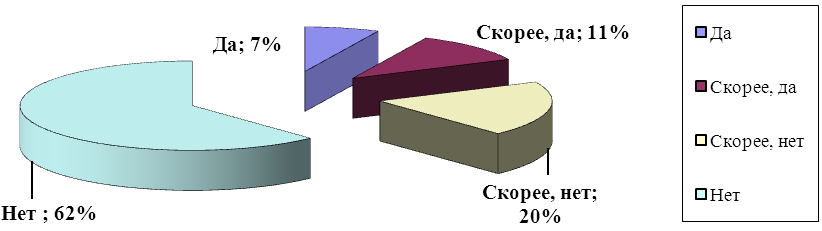 Да; 7%
Скорее, да; 11%
Скорее, нет;
20%
Нет ; 62%
Да
Скорее, да
Скорее, нет
Нет